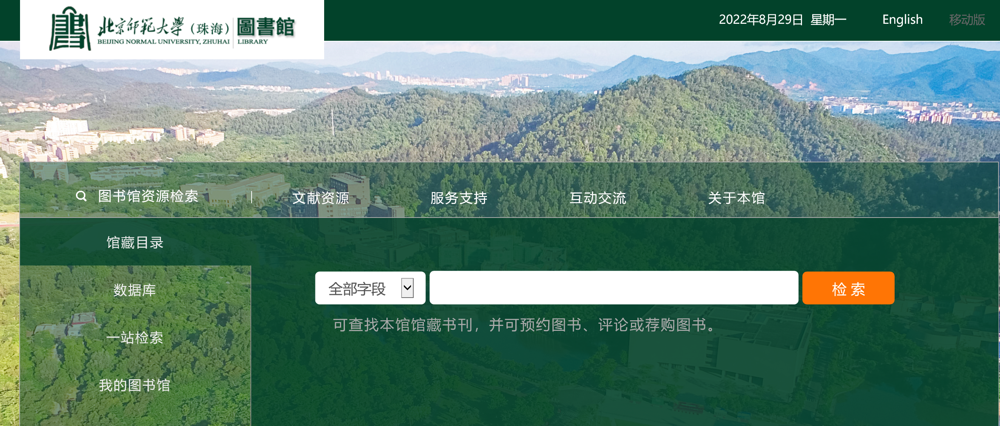 北京师範大學（珠海） 圖書館
BEIJING NORMAL UNIVERSITY, ZHUHAI LIBRARY
2022年8月29日 星期一 English 移动版
图书馆资源检索 文献资源 服务支持 互动交流 关于本馆
馆藏目录
数据库
一站检索
我的图书馆
全部字段 检 索
可查找本馆馆藏书刊，并可预约图书、评论或荐购图书。